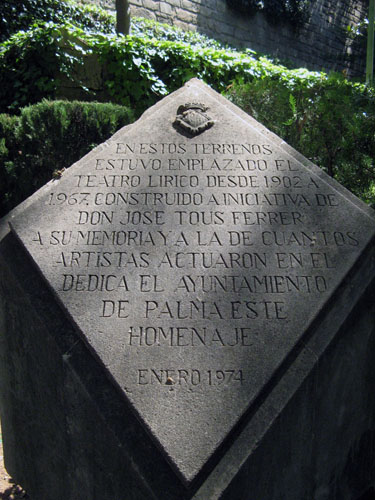 EN ESTOS TERRENOS
ESTUVO EMPLAZADO EL
TEATRO LIRICO DESDE 1902 A
1967. CONSTRUIDO A INICIATIVA DE
DON JOSE TOUS FERRER
A SU MEMORIA Y A LA DE CUANTOS
ARTISTAS ACTUARON EN EL
DEDICA EL AYUNTAMIENTO
DE PALMA ESTE
HOMENAJE
ENERO 1974